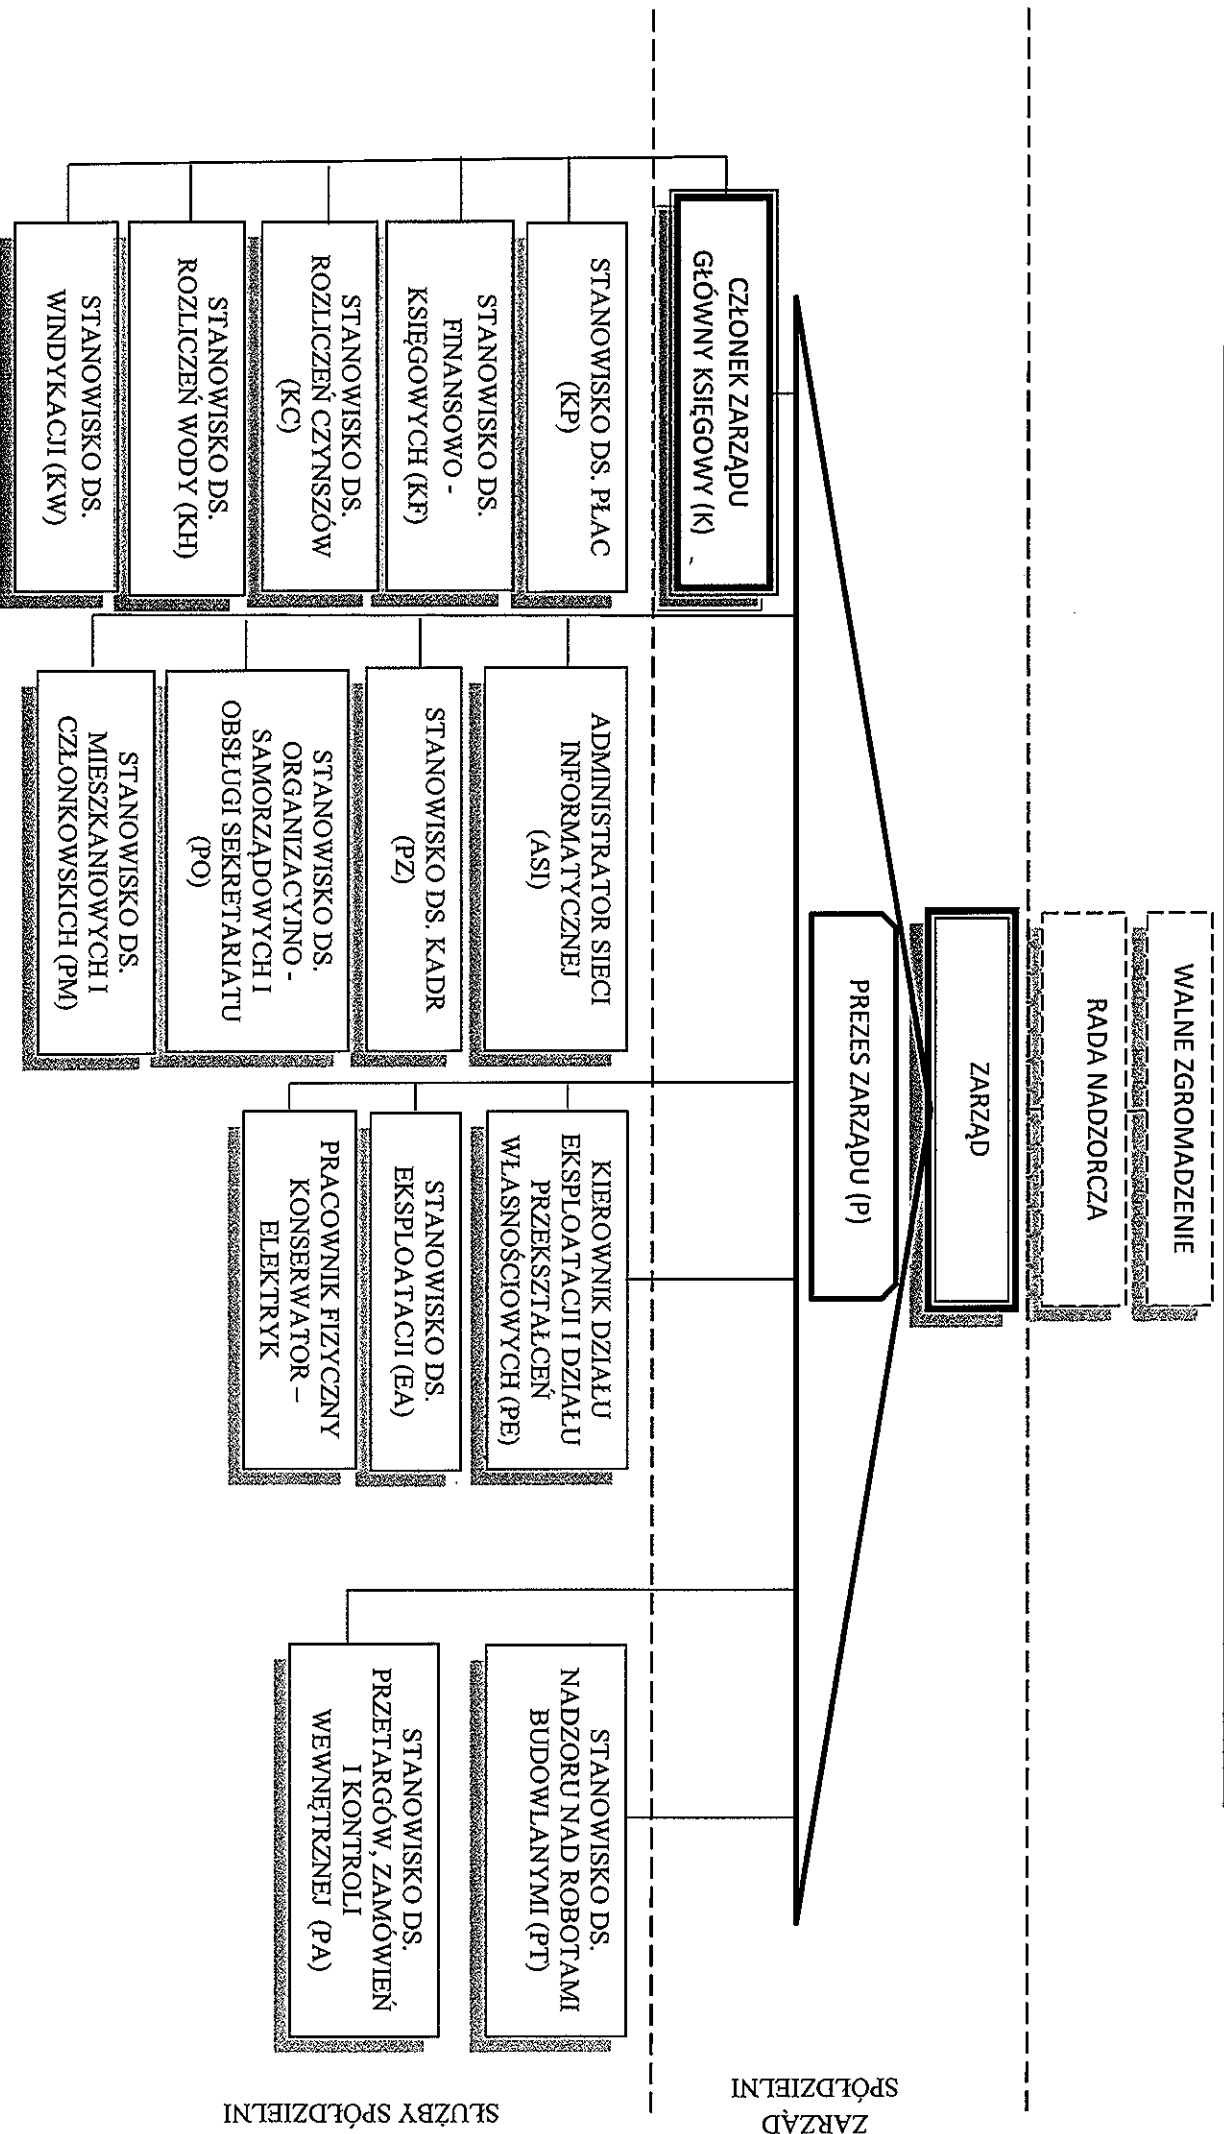 WALNE ZGROMADZENIE
RADA NADZORCZA
ZARZĄD
PREZES ZARZĄDU (P)
ZARZĄD
SPÓŁDZIELNI
CZŁONEK ZARZĄDU
GŁÓWNY KSIĘGOWY (K)
STANOWISKO DS. PŁAC
(KP)
STANOWISKO DS.
FINANSOWO -
KSIĘGOWYCH (KF)
STANOWISKO DS.
ROZLICZEŃ CZYNSZÓW
(KC)
STANOWISKO DS.
ROZLICZEŃ WODY (KH)
STANOWISKO DS.
WINDYKACJI (KW)
ADMINISTRATOR SIECI
INFORMATYCZNEJ
(ASI)
STANOWISKO DS. KADR
(PZ)
STANOWISKO DS.
ORGANIZACYJNO -
SAMORZĄDOWYCH I
OBSŁUGI SEKRETARIATU
(PO)
STANOWISKO DS.
MIESZKANIOWYCH I
CZŁONKOWSKICH (PM)
KIEROWNIK DZIAŁU
EKSPLOATACJI I DZIAŁU
PRZEKSZTAŁCEŃ
WŁASNOŚCIOWYCH (PE)
STANOWISKO DS.
EKSPLOATACJI (EA)
PRACOWNIK FIZYCZNY
KONSERWATOR –
ELEKTRYK
STANOWISKO DS.
NADZORU NAD ROBOTAMI
BUDOWLANYMI (PT)
STANOWISKO DS.
PRZETARGÓW, ZAMÓWIEŃ
I KONTROLI
WEWNĘTRZNEJ (PA)
SŁUŻBY SPÓŁDZIELNI